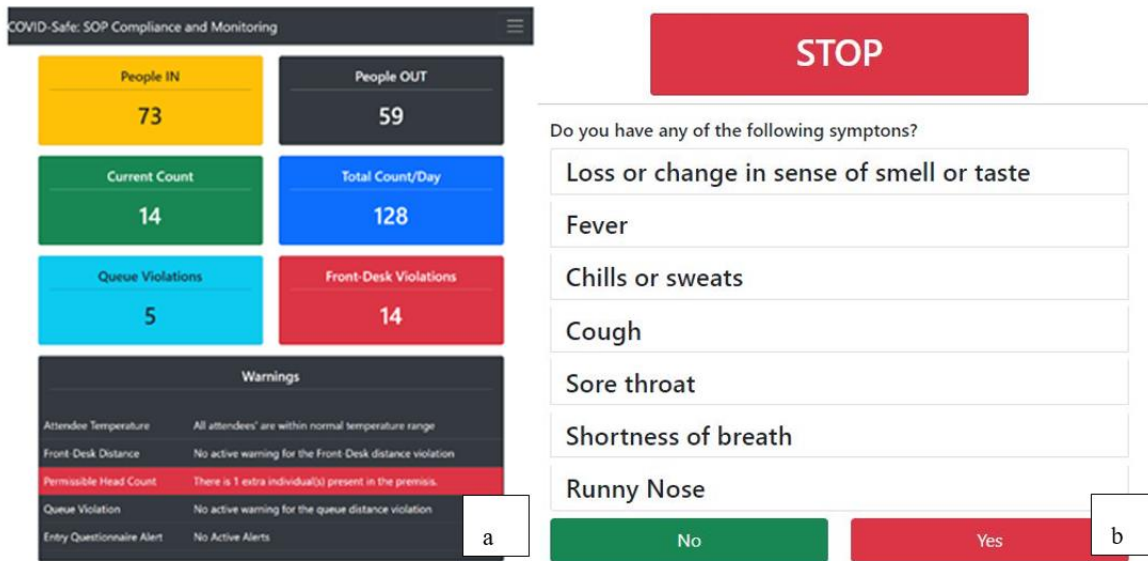 COVID-Safe: SOP Compliance and Monitoring
People IN
73
People OUT
59
Current Count
14
Total Count/Day
128
Queue Violations
5
Front-Desk Violations
14
Warnings
Attendee Temperature All attendees' are within normal temperature range
Front-Desk Distance No active warning for the Front-Desk distance violation
Permissible Head Count There is 1 extra individual(s) present in the premisis.
Queue Violation No active warning for the queue distance violation
Entry Questionnaire Alert No Active Alerts
a
STOP
Do you have any of the following symptons?
Loss or change in sense of smell or taste
Fever
Chills or sweats
Cough
Sore throat
Shortness of breath
Runny Nose
No
Yes
b